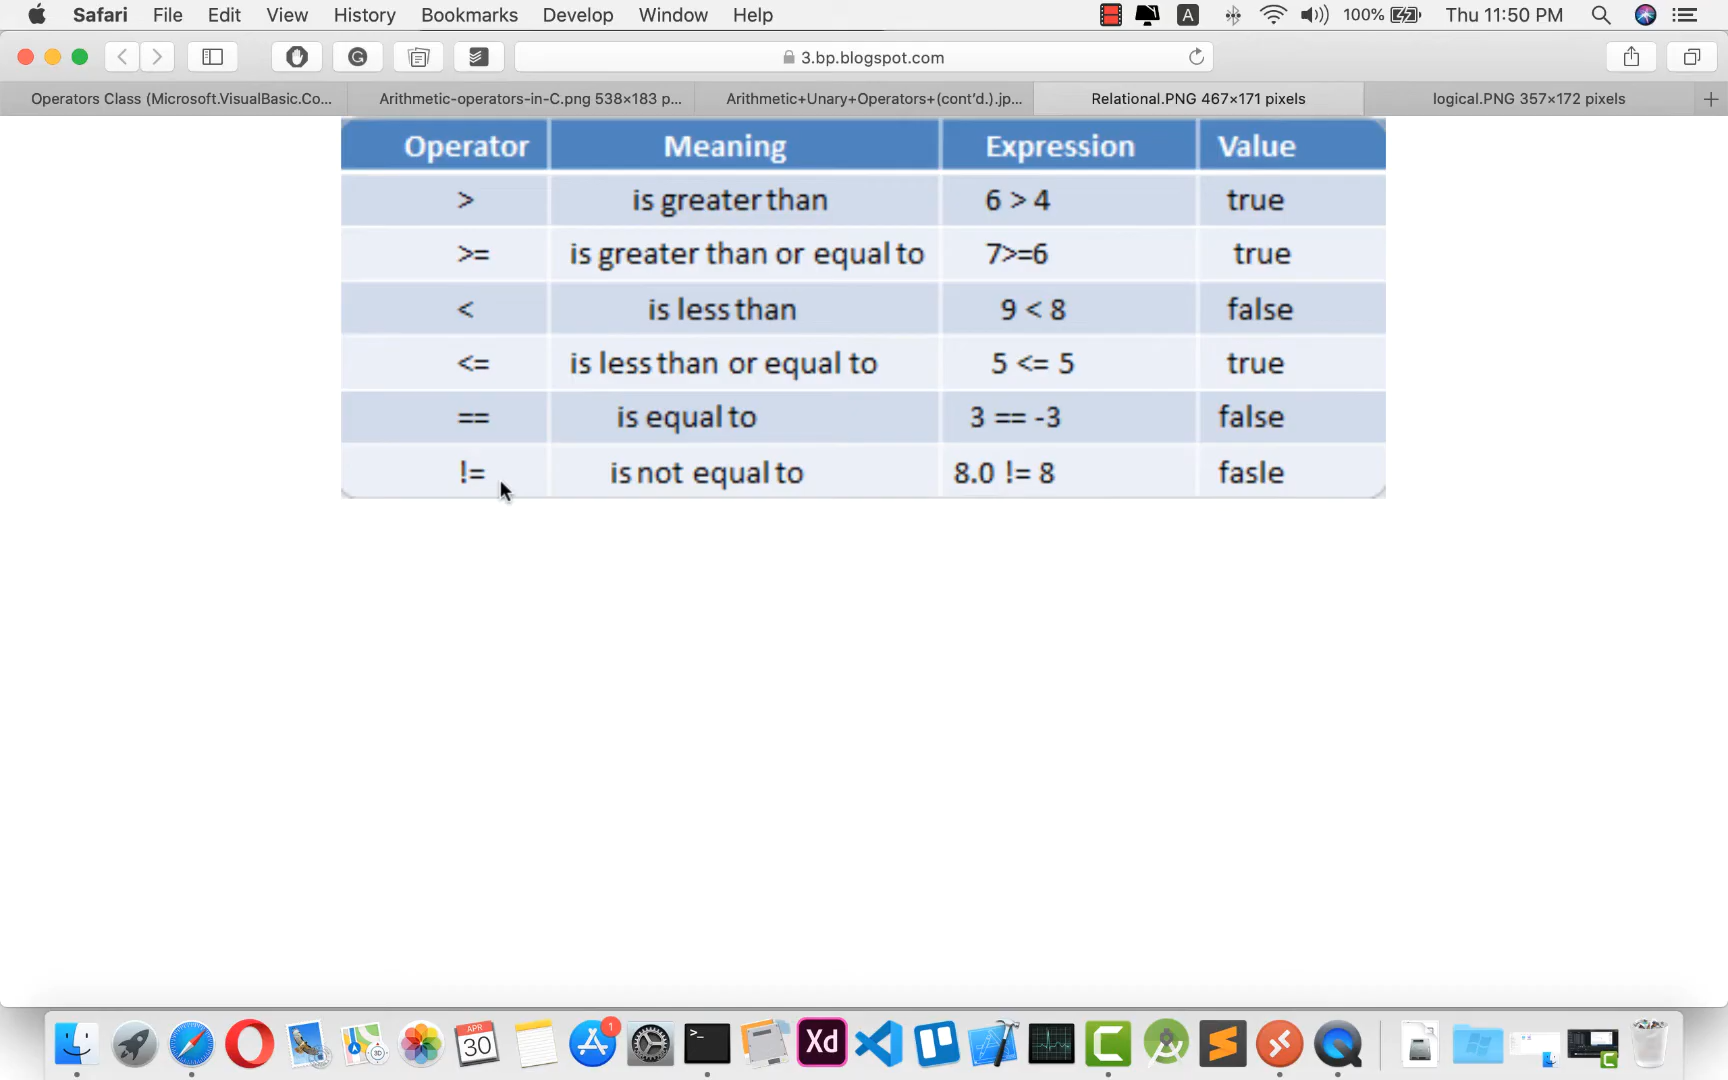 Safari File Edit View History Bookmarks Develop Window Help A 100% Thu 11:50 PM
3.bp.blogspot.com
Operators Class (Microsoft.VisualBasic.Co... Arithmetic-operators-in-C.png 538×183 p... Arithmetic+Unary+Operators+(cont'd.).jp... Relational.PNG 467×171 pixels logical.PNG 357×172 pixels
Operator Meaning Expression Value
> is greater than 6 > 4 true
>= is greater than or equal to 7>=6 true
< is less than 9 < 8 false
<= is less than or equal to 5 <= 5 true
== is equal to 3 == -3 false
!= is not equal to 8.0 != 8 fasle
APR
30
3D
1
>_
Xd